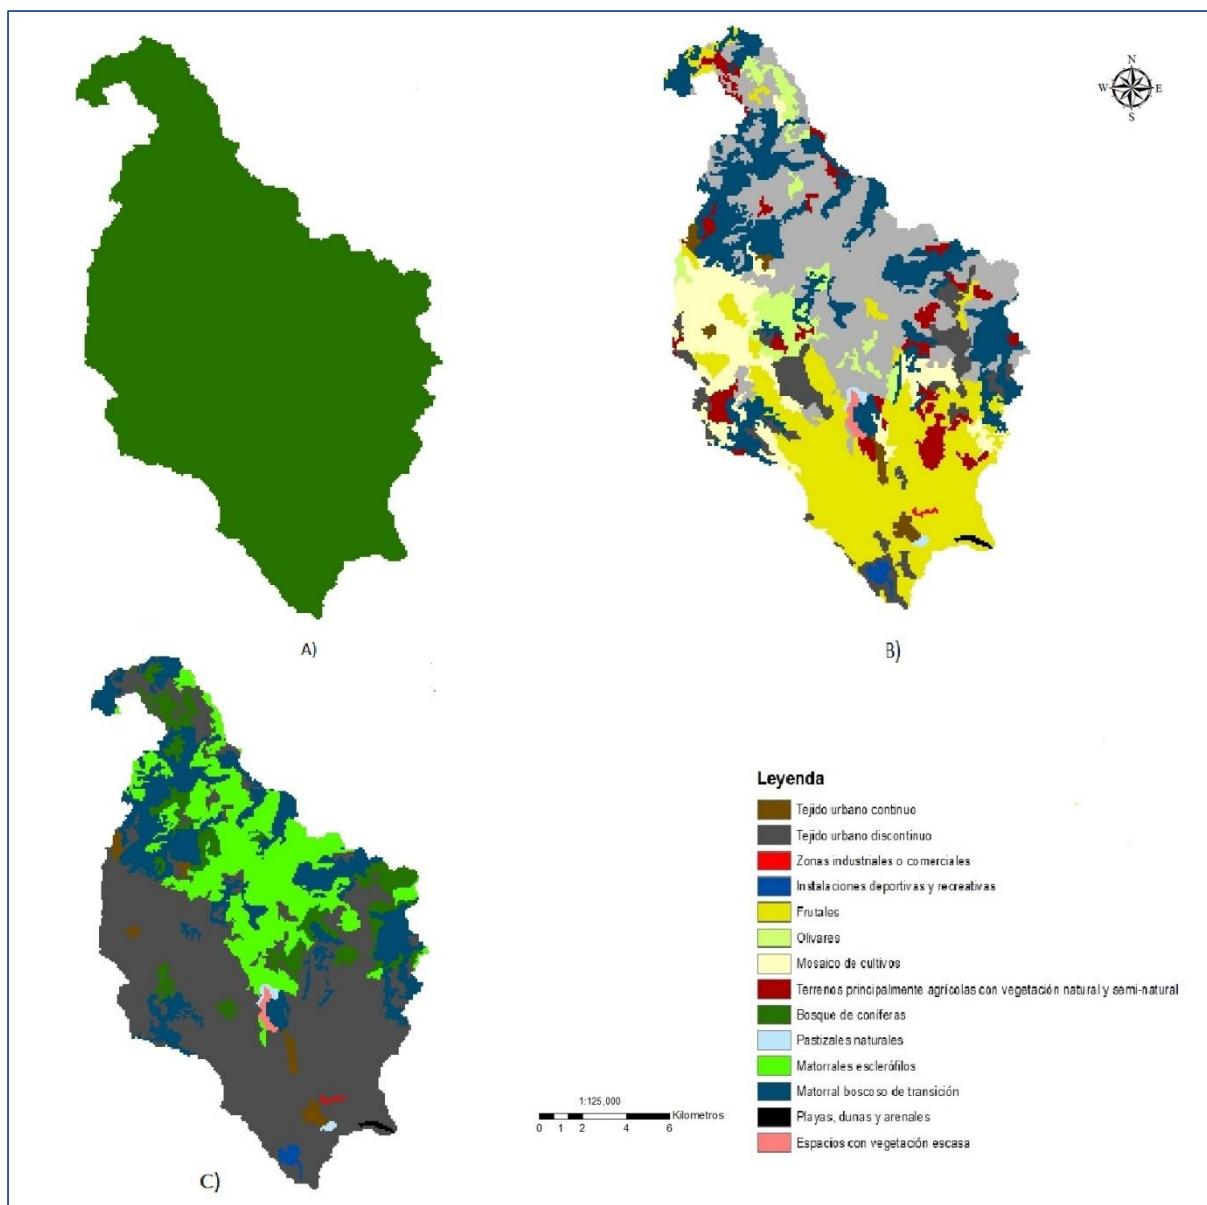 N
W E
S
A)
B)
C)
Leyenda
Tejido urbano continuo
Tejido urbano discontinuo
Zonas industriales o comerciales
Instalaciones deportivas y recreativas
Frutales
Olivares
Mosaico de cultivos
Terrenos principalmente agrícolas con vegetación natural y semi-natural
Bosque de coníferas
Pastizales naturales
Matorrales esclerófilos
Matorral boscoso de transición
Playas, dunas y arenales
Espacios con vegetación escasa
1:125,000
Kilometros
0 1 2 4 6